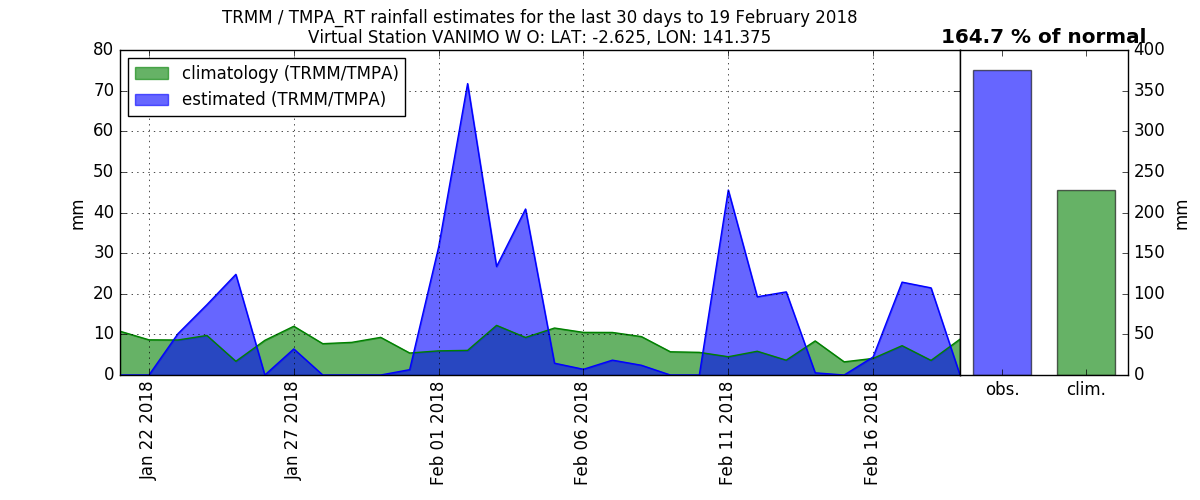 TRMM / TMPA_RT rainfall estimates for the last 30 days to 19 February 2018
Virtual Station VANIMO W O: LAT: -2.625, LON: 141.375
164.7 % of normal
climatology (TRMM/TMPA)
estimated (TRMM/TMPA)
mm
80
70
60
50
40
30
20
10
0
Jan 22 2018
Jan 27 2018
Feb 01 2018
Feb 06 2018
Feb 11 2018
Feb 16 2018
400
350
300
250
200
150
100
50
0
mm
obs.
clim.